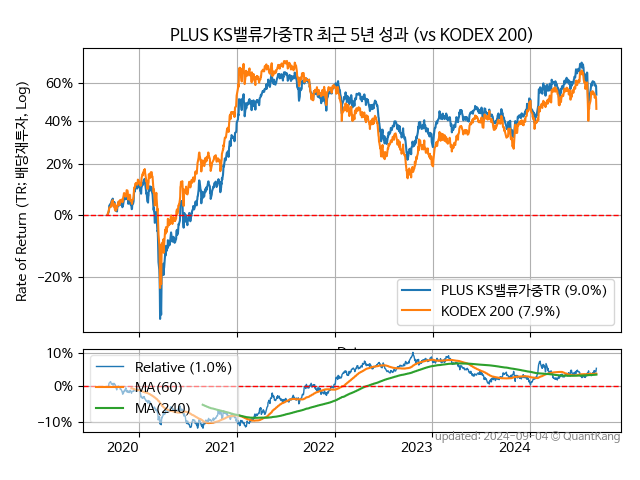 PLUS KS밸류가중TR 최근 5년 성과 (vs KODEX 200)
Rate of Return (TR: 배당재투자, Log)
60%
40%
20%
0%
−20%
PLUS KS밸류가중TR (9.0%)
KODEX 200 (7.9%)
10%
0%
−10%
Relative (1.0%)
MA(60)
MA(240)
2020
2021
2022
2023
2024
updated: 2024-09-04 © QuantKang